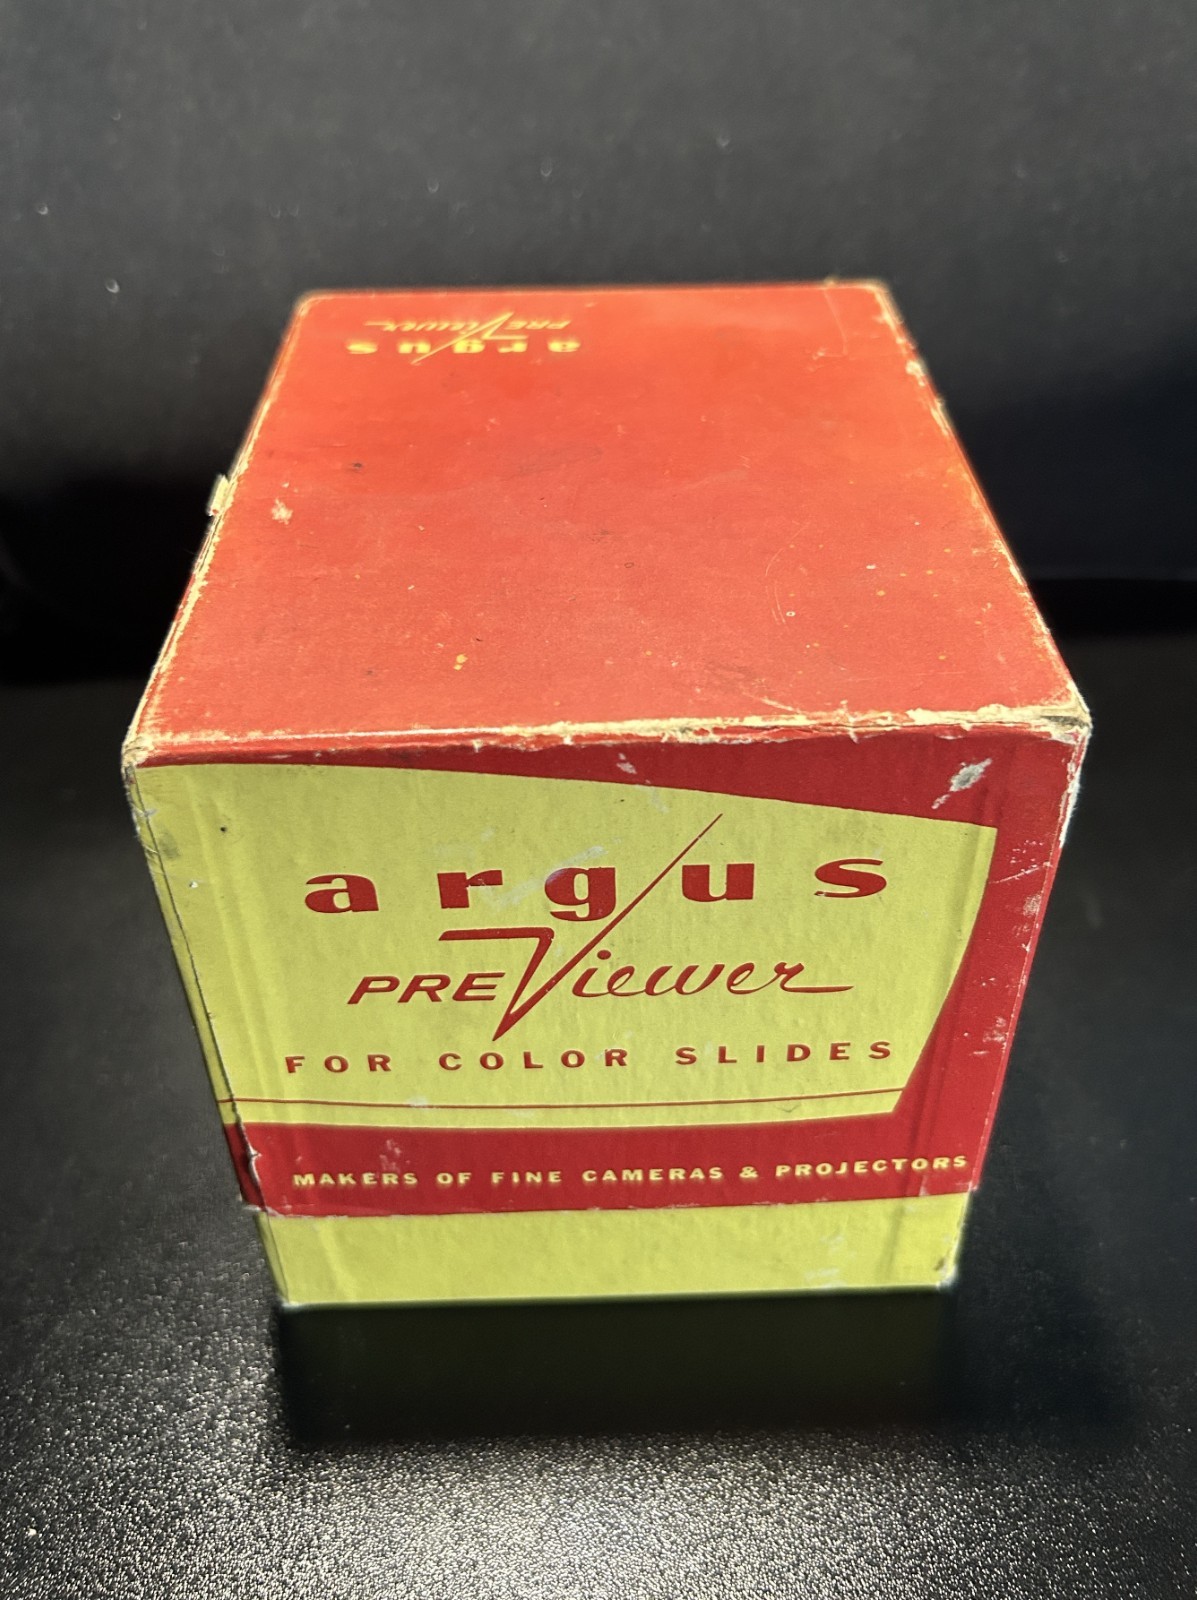 argus
PREViewer
argus
PREViewer
FOR COLOR SLIDES
MAKERS OF FINE CAMERAS & PROJECTORS